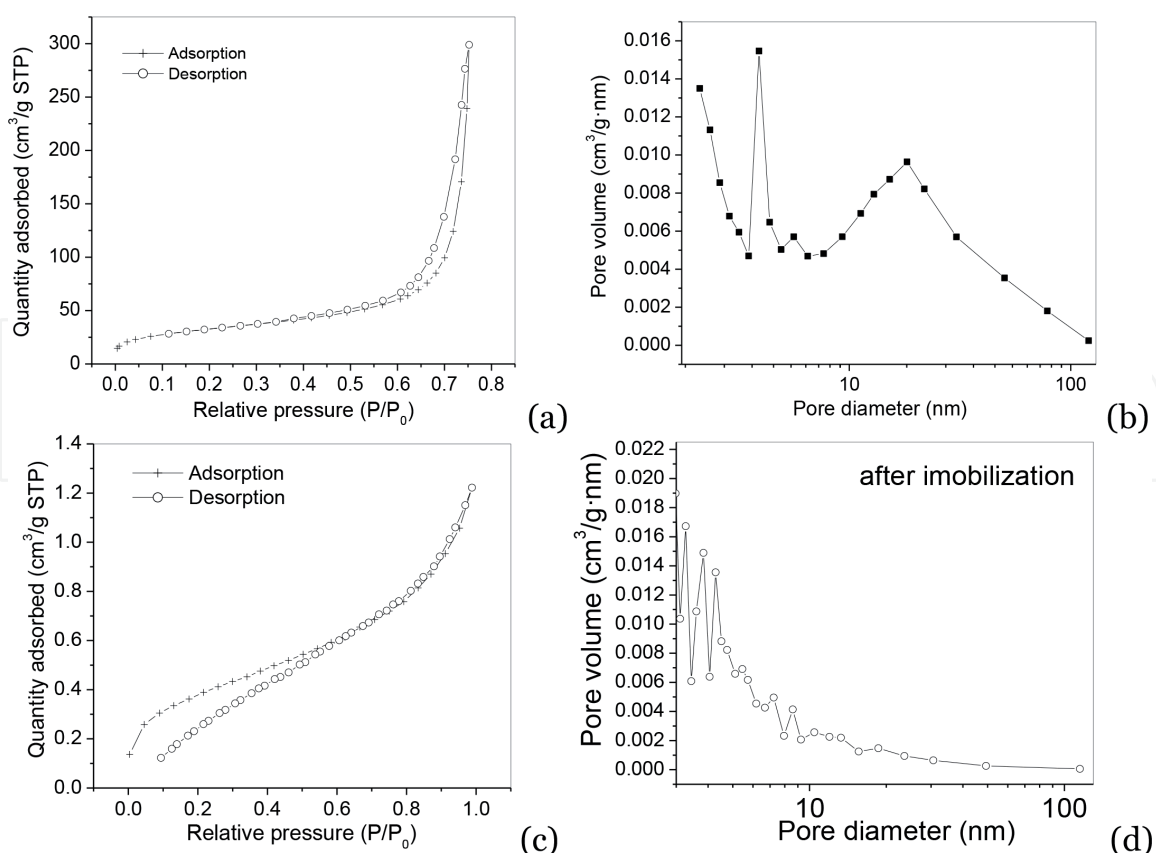 300
250
200
150
100
50
0
Quantity adsorbed (cm³/g STP)
Adsorption
Desorption
0.0 0.1 0.2 0.3 0.4 0.5 0.6 0.7 0.8
Relative pressure (P/P₀)
(a)
0.016
0.014
0.012
0.010
0.008
0.006
0.004
0.002
0.000
Pore volume (cm³/g·nm)
10 100
Pore diameter (nm)
(b)
1.4
1.2
1.0
0.8
0.6
0.4
0.2
0.0
Quantity adsorbed (cm³/g STP)
Adsorption
Desorption
0.0 0.2 0.4 0.6 0.8 1.0
Relative pressure (P/P₀)
(c)
0.022
0.020
0.018
0.016
0.014
0.012
0.010
0.008
0.006
0.004
0.002
0.000
Pore volume (cm³/g·nm)
after imobilization
10 100
Pore diameter (nm)
(d)